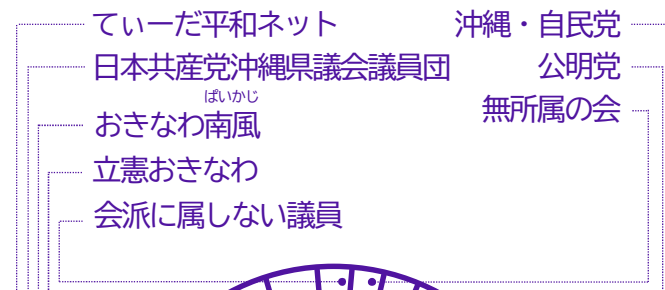 てぃーだ平和ネット
日本共産党沖縄県議会議員団
ぱいかじ
おきなわ南風
立憲おきなわ
会派に属しない議員
沖縄・自民党
公明党
無所属の会